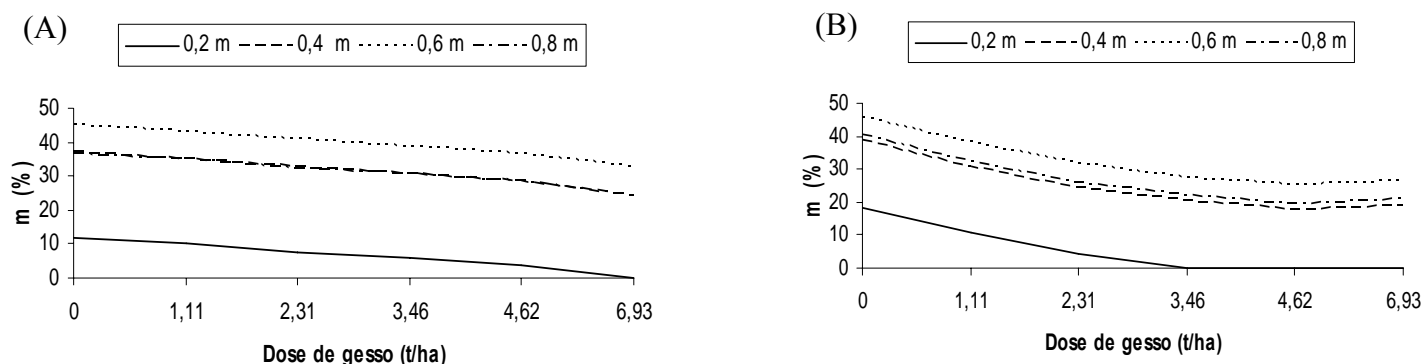 (A)
0,2 m 0,4 m 0,6 m 0,8 m
50
40
30
20
10
0
m (%)
0 1,11 2,31 3,46 4,62 6,93
Dose de gesso (t/ha)
(B)
0,2 m 0,4 m 0,6 m 0,8 m
50
40
30
20
10
0
m (%)
0 1,11 2,31 3,46 4,62 6,93
Dose de gesso (t/ha)